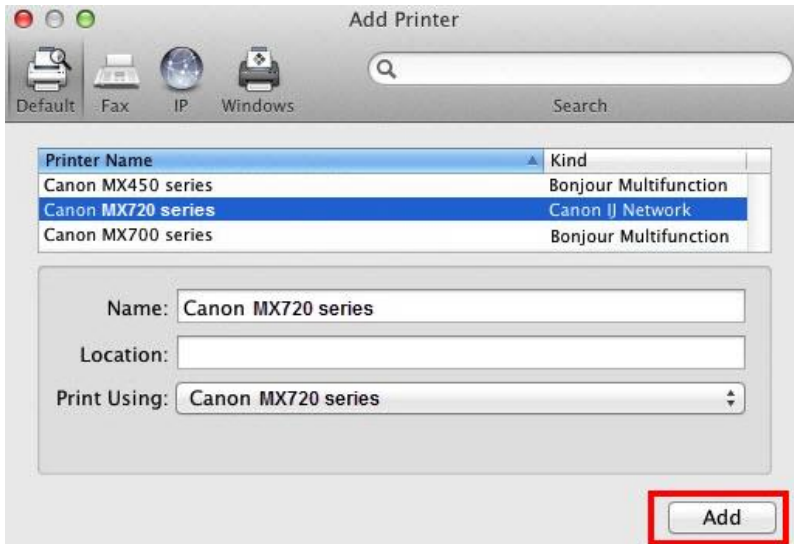 Add Printer
Default Fax IP Windows Search
Printer Name Kind
Canon MX450 series Bonjour Multifunction
Canon MX720 series Canon IJ Network
Canon MX700 series Bonjour Multifunction
Name: Canon MX720 series
Location:
Print Using: Canon MX720 series
Add